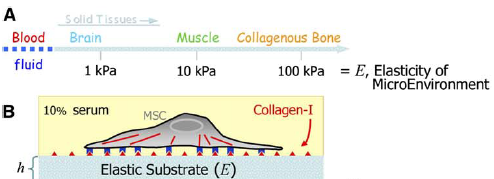 A
Solid Tissues
Blood Brain Muscle Collagenous Bone
fluid
1 kPa 10 kPa 100 kPa = E, Elasticity of
MicroEnvironment
B
10% serum MSC Collagen-I
h Elastic Substrate (E)